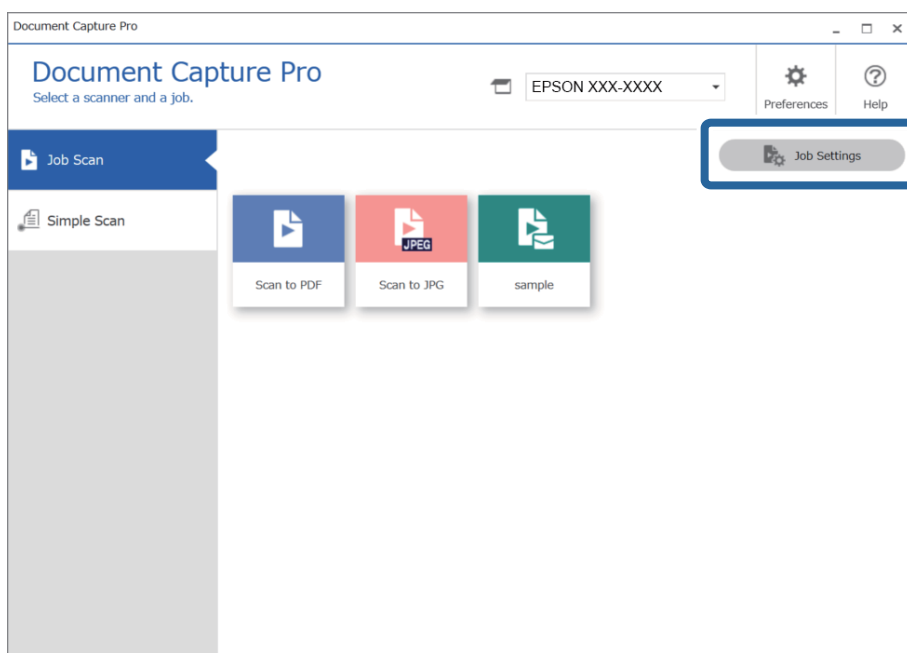 Document Capture Pro
Document Capture Pro
Select a scanner and a job.
EPSON XXX-XXXX
Preferences
Help
Job Scan
Job Settings
Simple Scan
JPEG
Scan to PDF
Scan to JPG
sample